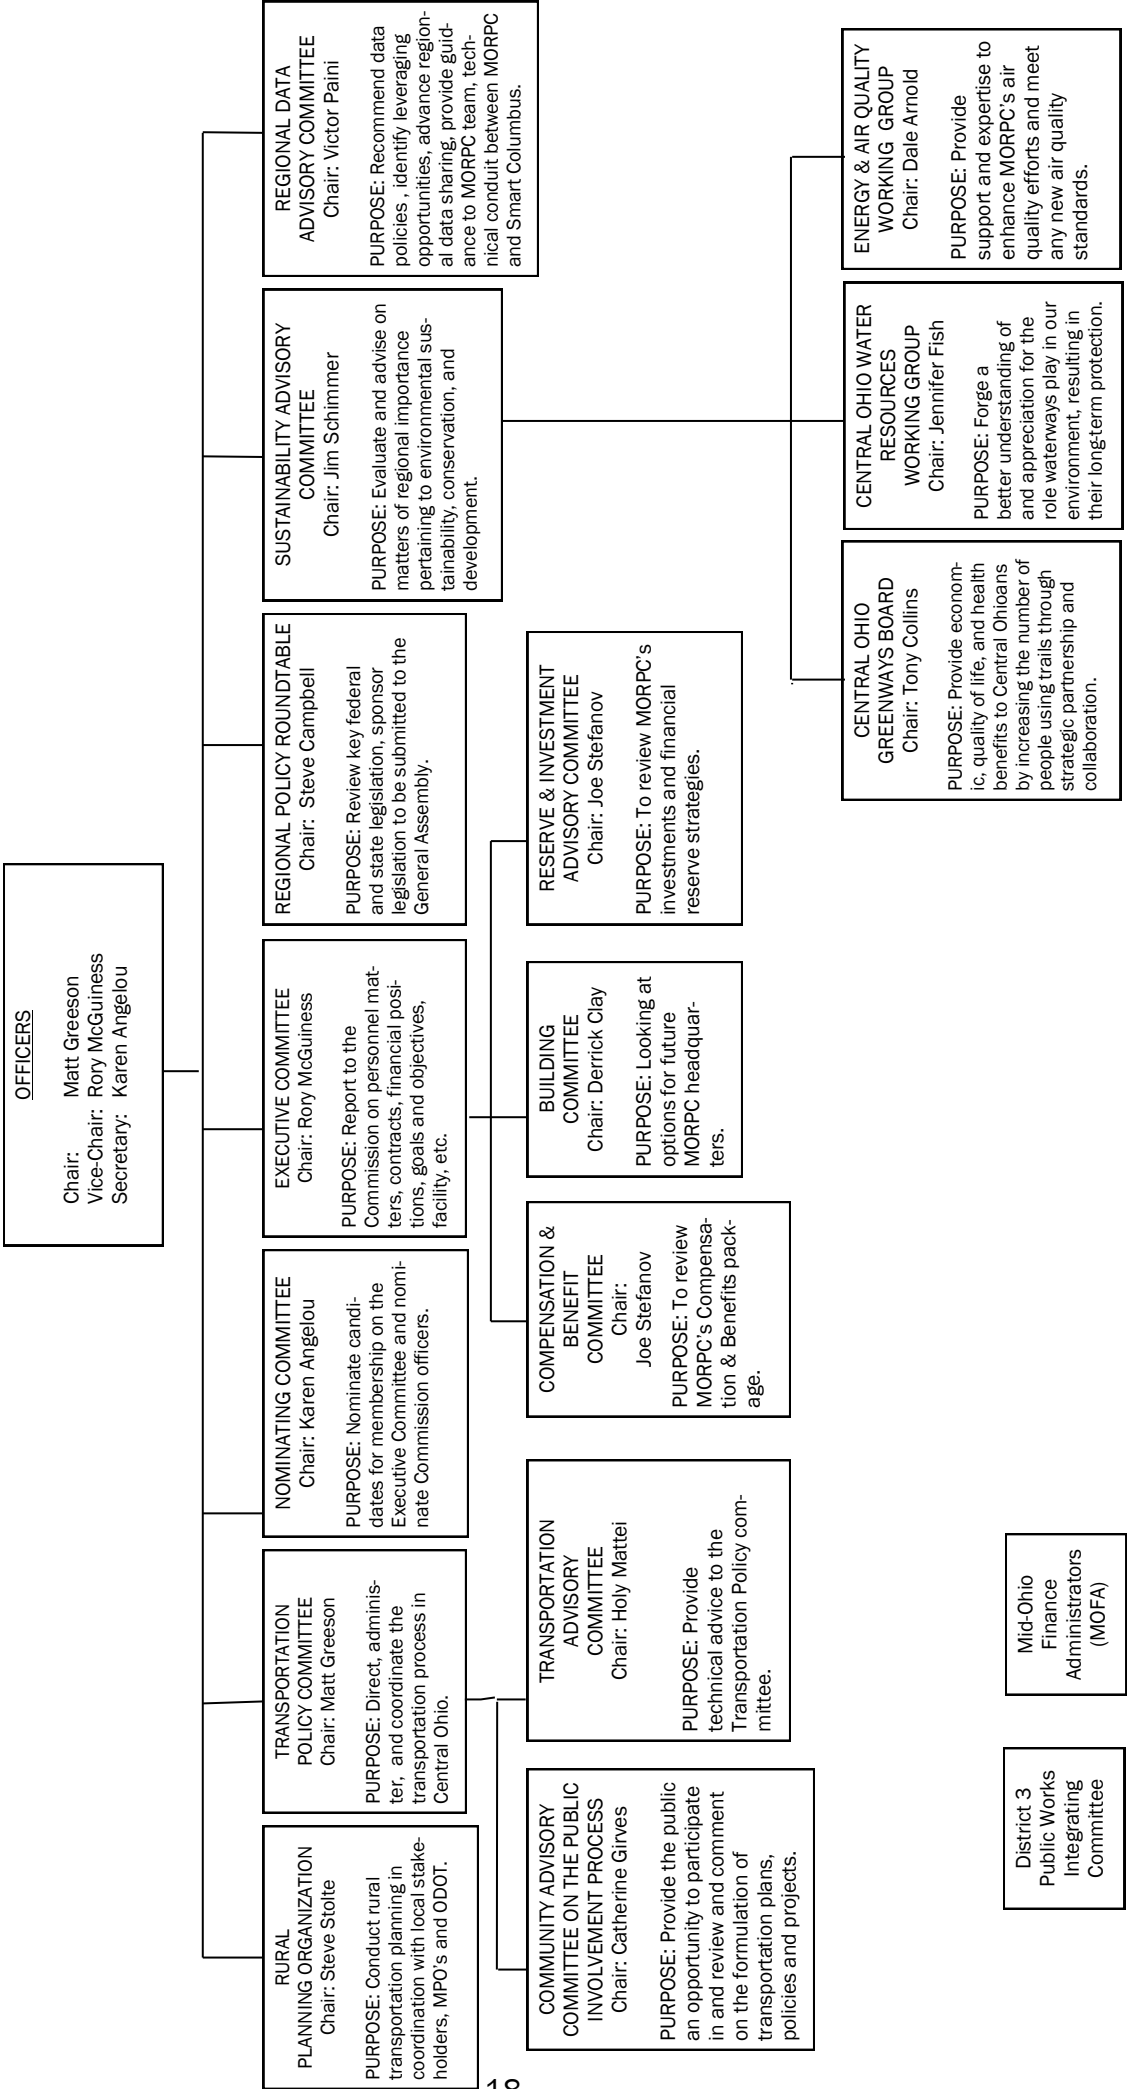 OFFICERS
Chair: Matt Greeson
Vice-Chair: Rory McGuiness
Secretary: Karen Angelou
RURAL
PLANNING ORGANIZATION
Chair: Steve Stolte
PURPOSE: Conduct rural
transportation planning in
coordination with local stake-
holders, MPO's and ODOT.
TRANSPORTATION
POLICY COMMITTEE
Chair: Matt Greeson
PURPOSE: Direct, adminis-
ter, and coordinate the
transportation process in
Central Ohio.
NOMINATING COMMITTEE
Chair: Karen Angelou
PURPOSE: Nominate candi-
dates for membership on the
Executive Committee and nomi-
nate Commission officers.
EXECUTIVE COMMITTEE
Chair: Rory McGuiness
PURPOSE: Report to the
Commission on personnel mat-
ters, contracts, financial posi-
tions, goals and objectives,
facility, etc.
REGIONAL POLICY ROUNDTABLE
Chair: Steve Campbell
PURPOSE: Review key federal
and state legislation, sponsor
legislation to be submitted to the
General Assembly.
SUSTAINABILITY ADVISORY
COMMITTEE
Chair: Jim Schimmer
PURPOSE: Evaluate and advise on
matters of regional importance
pertaining to environmental sus-
tainability, conservation, and
development.
REGIONAL DATA
ADVISORY COMMITTEE
Chair: Victor Paini
PURPOSE: Recommend data
policies , identify leveraging
opportunities, advance region-
al data sharing, provide guid-
ance to MORPC team, tech-
nical conduit between MORPC
and Smart Columbus.
COMMUNITY ADVISORY
COMMITTEE ON THE PUBLIC
INVOLVEMENT PROCESS
Chair: Catherine Girves
PURPOSE: Provide the public
an opportunity to participate
in and review and comment
on the formulation of
transportation plans,
policies and projects.
TRANSPORTATION
ADVISORY
COMMITTEE
Chair: Holy Mattei
PURPOSE: Provide
technical advice to the
Transportation Policy com-
mittee.
COMPENSATION &
BENEFIT
COMMITTEE
Chair:
Joe Stefanov
PURPOSE: To review
MORPC's Compensa-
tion & Benefits pack-
age.
BUILDING
COMMITTEE
Chair: Derrick Clay
PURPOSE: Looking at
options for future
MORPC headquar-
ters.
RESERVE & INVESTMENT
ADVISORY COMMITTEE
Chair: Joe Stefanov
PURPOSE: To review MORPC's
investments and financial
reserve strategies.
CENTRAL OHIO
GREENWAYS BOARD
Chair: Tony Collins
PURPOSE: Provide econom-
ic, quality of life, and health
benefits to Central Ohioans
by increasing the number of
people using trails through
strategic partnership and
collaboration.
CENTRAL OHIO WATER
RESOURCES
WORKING GROUP
Chair: Jennifer Fish
PURPOSE: Forge a
better understanding of
and appreciation for the
role waterways play in our
environment, resulting in
their long-term protection.
ENERGY & AIR QUALITY
WORKING GROUP
Chair: Dale Arnold
PURPOSE: Provide
support and expertise to
enhance MORPC's air
quality efforts and meet
any new air quality
standards.
District 3
Public Works
Integrating
Committee
Mid-Ohio
Finance
Administrators
(MOFA)